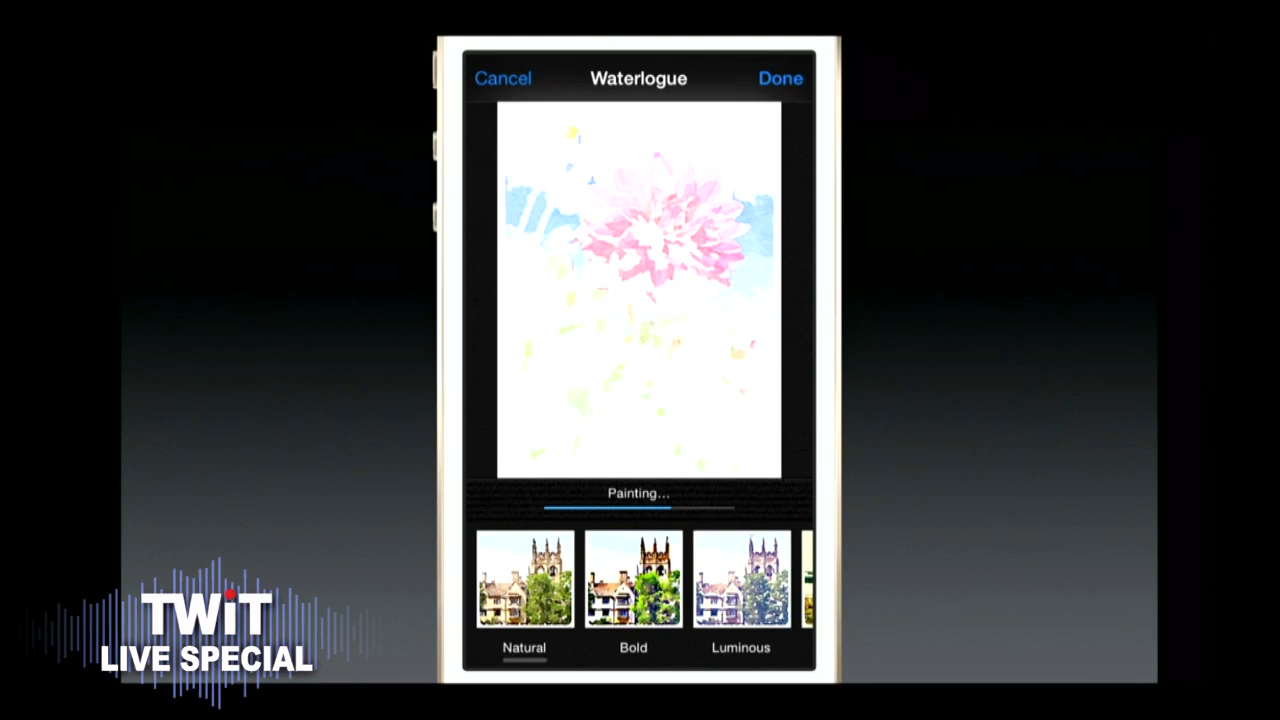 Cancel
Waterlogue
Done
Painting...
Natural
Bold
Luminous
TWiT
LIVE SPECIAL